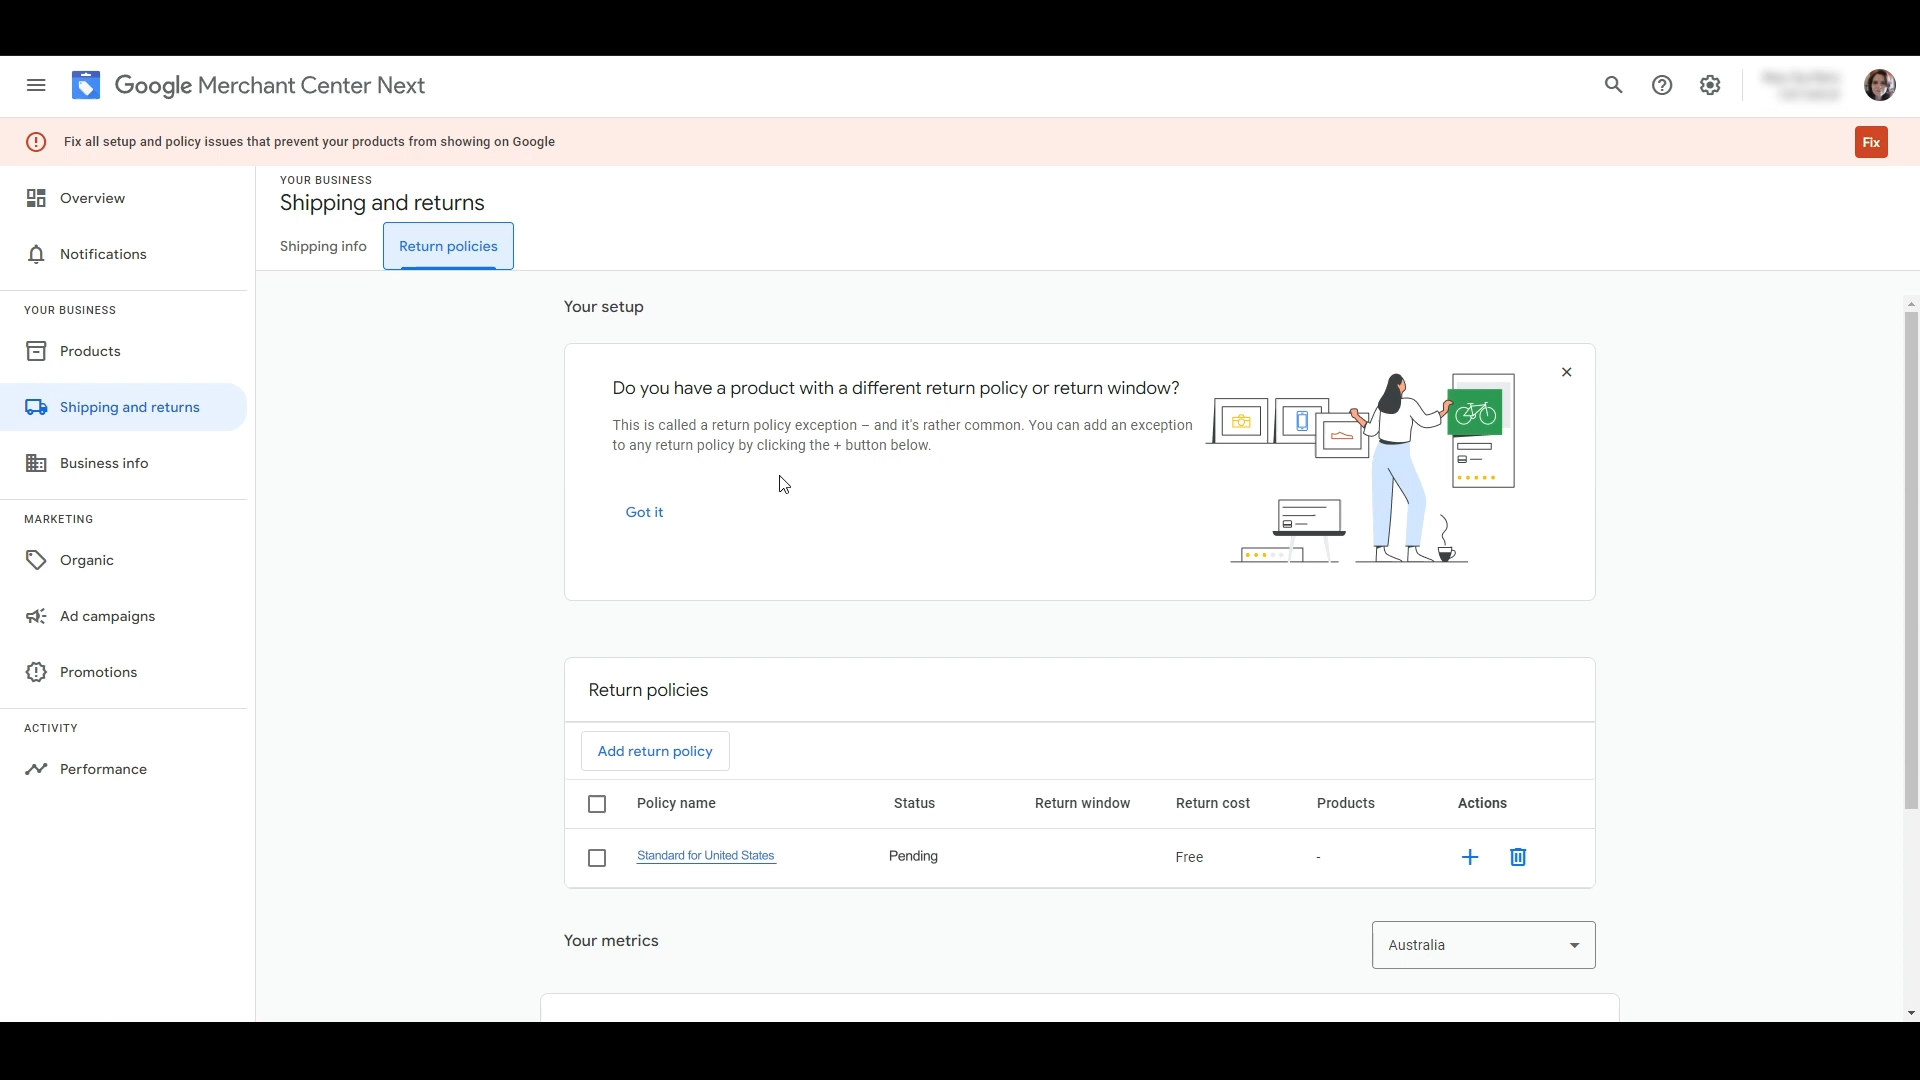 Google Merchant Center Next
Fix all setup and policy issues that prevent your products from showing on Google
Fix
Overview
Notifications
YOUR BUSINESS
Products
Shipping and returns
Business info
MARKETING
Organic
Ad campaigns
Promotions
ACTIVITY
Performance
YOUR BUSINESS
Shipping and returns
Shipping info
Return policies
Your setup
Do you have a product with a different return policy or return window?
This is called a return policy exception – and it's rather common. You can add an exception
to any return policy by clicking the + button below.
Got it
Return policies
Add return policy
Policy name Status Return window Return cost Products Actions
Standard for United States Pending Free -
Your metrics
Australia